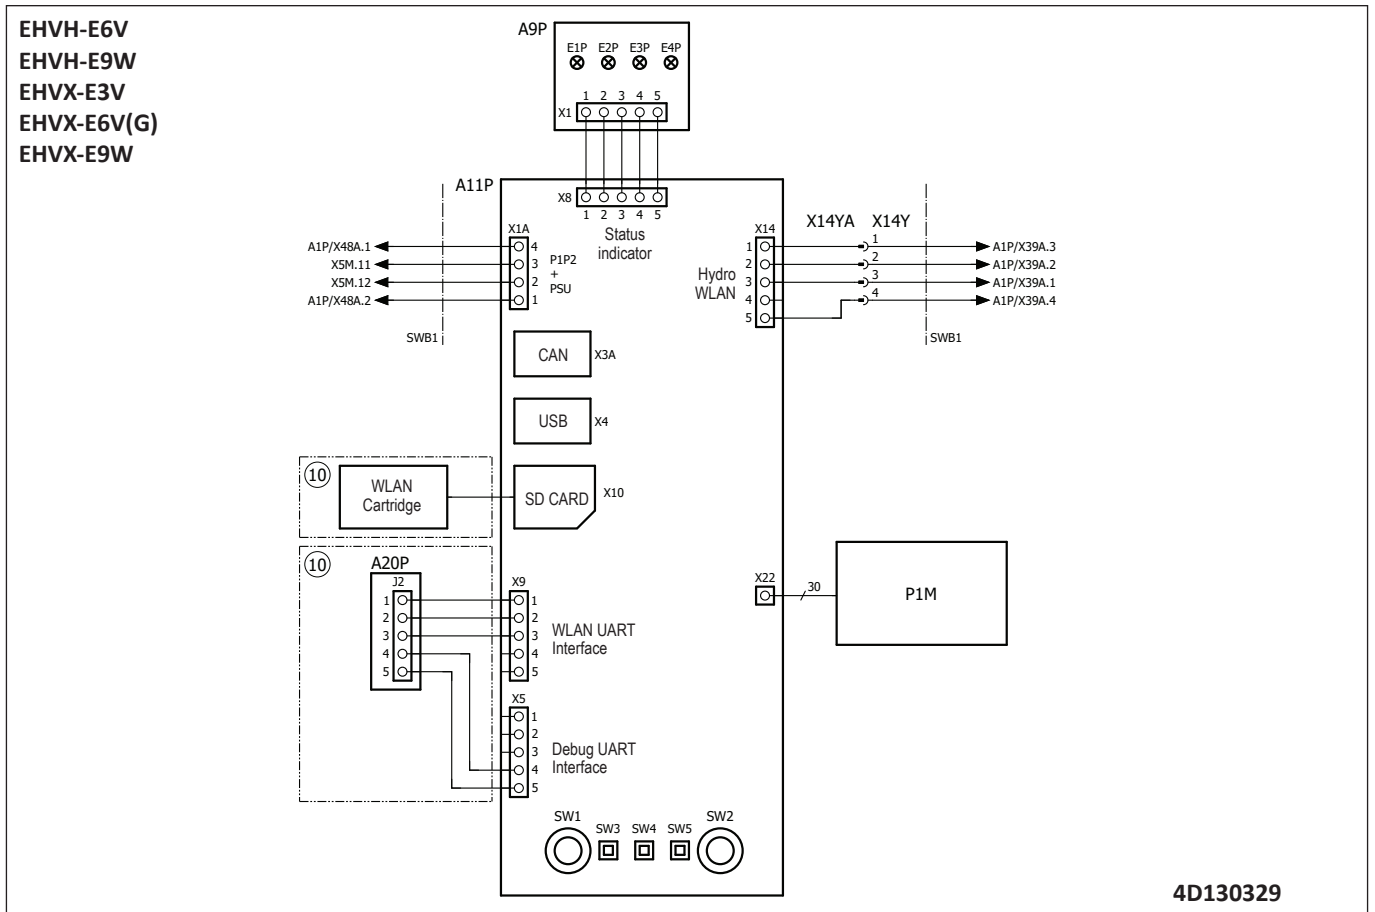 EHVH-E6V
EHVH-E9W
EHVX-E3V
EHVX-E6V(G)
EHVX-E9W
A9P
E1P E2P E3P E4P
1 2 3 4 5
X1
A11P
X8
1 2 3 4 5
Status
indicator
X1A
A1P/X48A.1 4
X5M.11 3
X5M.12 2
A1P/X48A.2 1
P1P2
+
PSU
SWB1
X14 X14YA X14Y
1 1 A1P/X39A.3
2 2 A1P/X39A.2
3 3 A1P/X39A.1
4 4 A1P/X39A.4
5
Hydro
WLAN
SWB1
CAN X3A
USB X4
10
WLAN
Cartridge
SD CARD X10
10
A20P
J2
1
2
3
4
5
X9
1
2
3
4
5
WLAN UART
Interface
X22
30
P1M
X5
1
2
3
4
5
Debug UART
Interface
SW1 SW3 SW4 SW5 SW2
4D130329